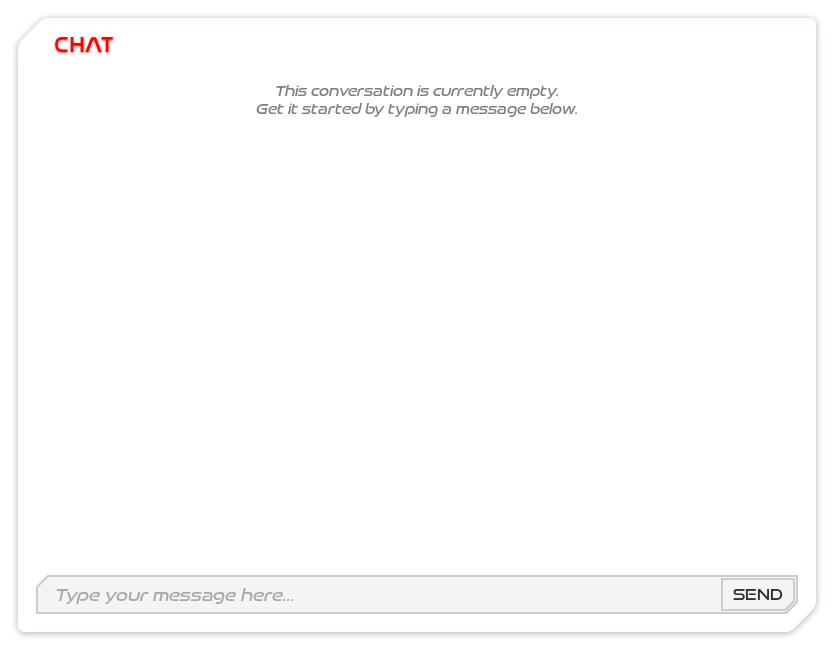 CHAT
This conversation is currently empty.
Get it started by typing a message below.
Type your message here...
SEND